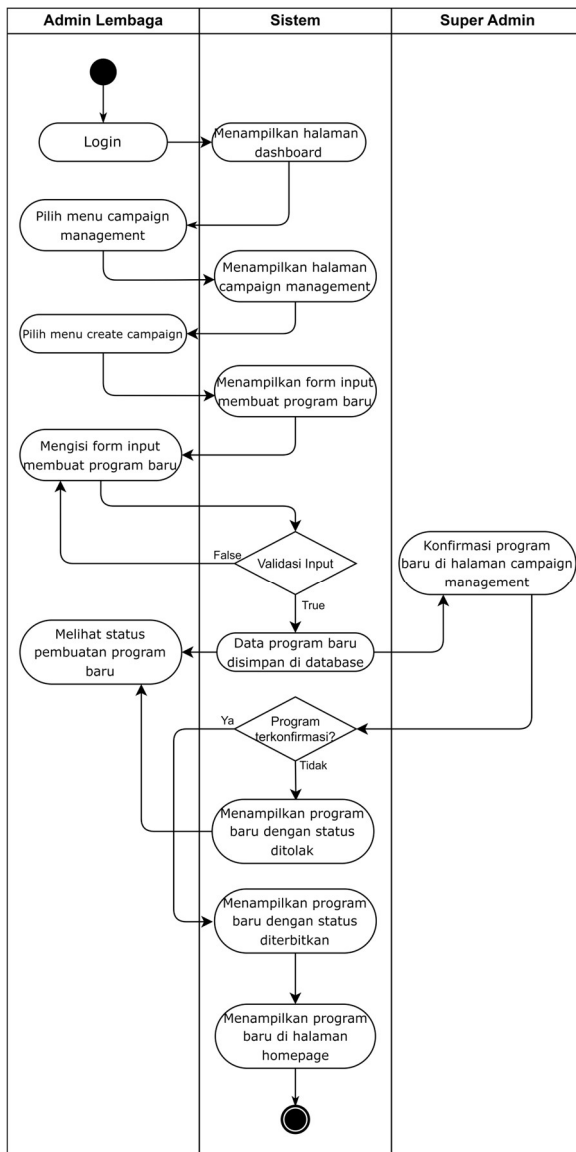 Admin Lembaga
Sistem
Super Admin
Login
Menampilkan halaman
dashboard
Pilih menu campaign
management
Menampilkan halaman
campaign management
Pilih menu create campaign
Menampilkan form input
membuat program baru
Mengisi form input
membuat program baru
False
Validasi Input
True
Konfirmasi program
baru di halaman campaign
management
Melihat status
pembuatan program
baru
Data program baru
disimpan di database
Ya
Program
terkonfirmasi?
Tidak
Menampilkan program
baru dengan status
ditolak
Menampilkan program
baru dengan status
diterbitkan
Menampilkan program
baru di halaman
homepage